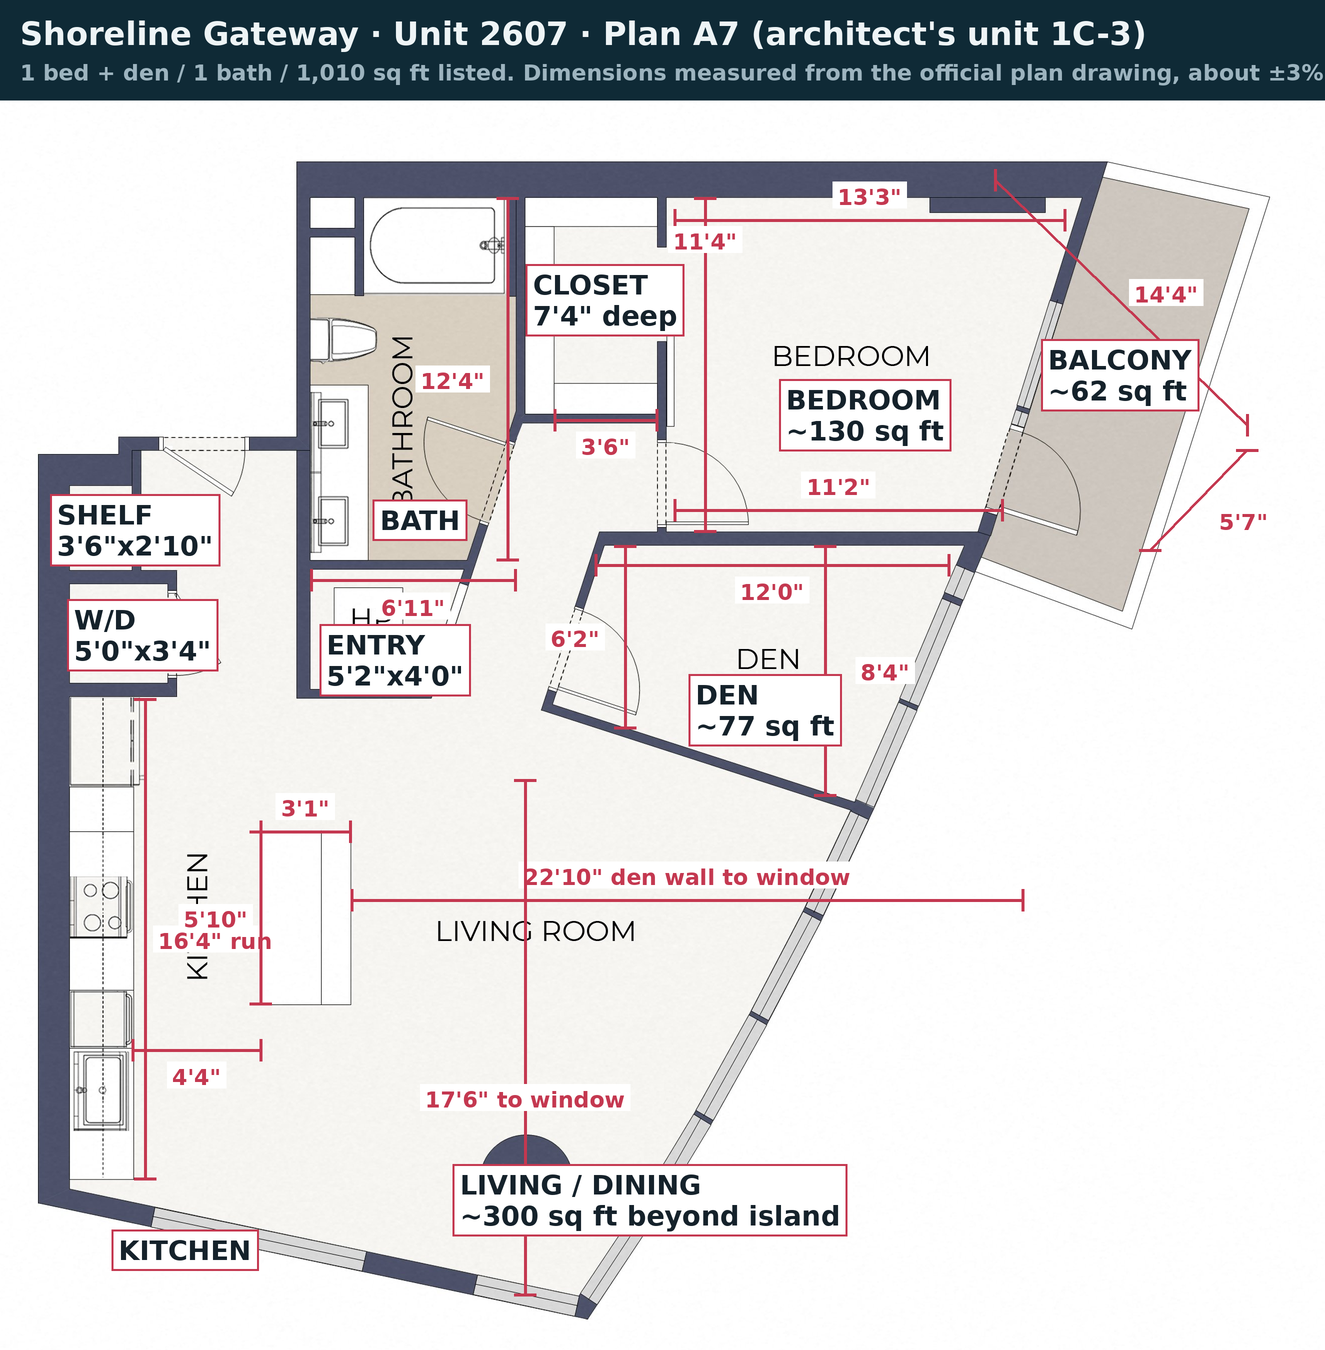 Shoreline Gateway · Unit 2607 · Plan A7 (architect's unit 1C-3)
1 bed + den / 1 bath / 1,010 sq ft listed. Dimensions measured from the official plan drawing, about ±3%
13'3"
11'4"
CLOSET
7'4" deep
14'4"
BEDROOM
BALCONY
~62 sq ft
12'4"
BATHROOM
BEDROOM
~130 sq ft
3'6"
11'2"
SHELF
3'6"x2'10"
BATH
5'7"
12'0"
6'11"
W/D
5'0"x3'4"
ENTRY
5'2"x4'0"
6'2"
DEN
8'4"
DEN
~77 sq ft
3'1"
22'10" den wall to window
5'10"
16'4" run
LIVING ROOM
4'4"
17'6" to window
LIVING / DINING
~300 sq ft beyond island
KITCHEN